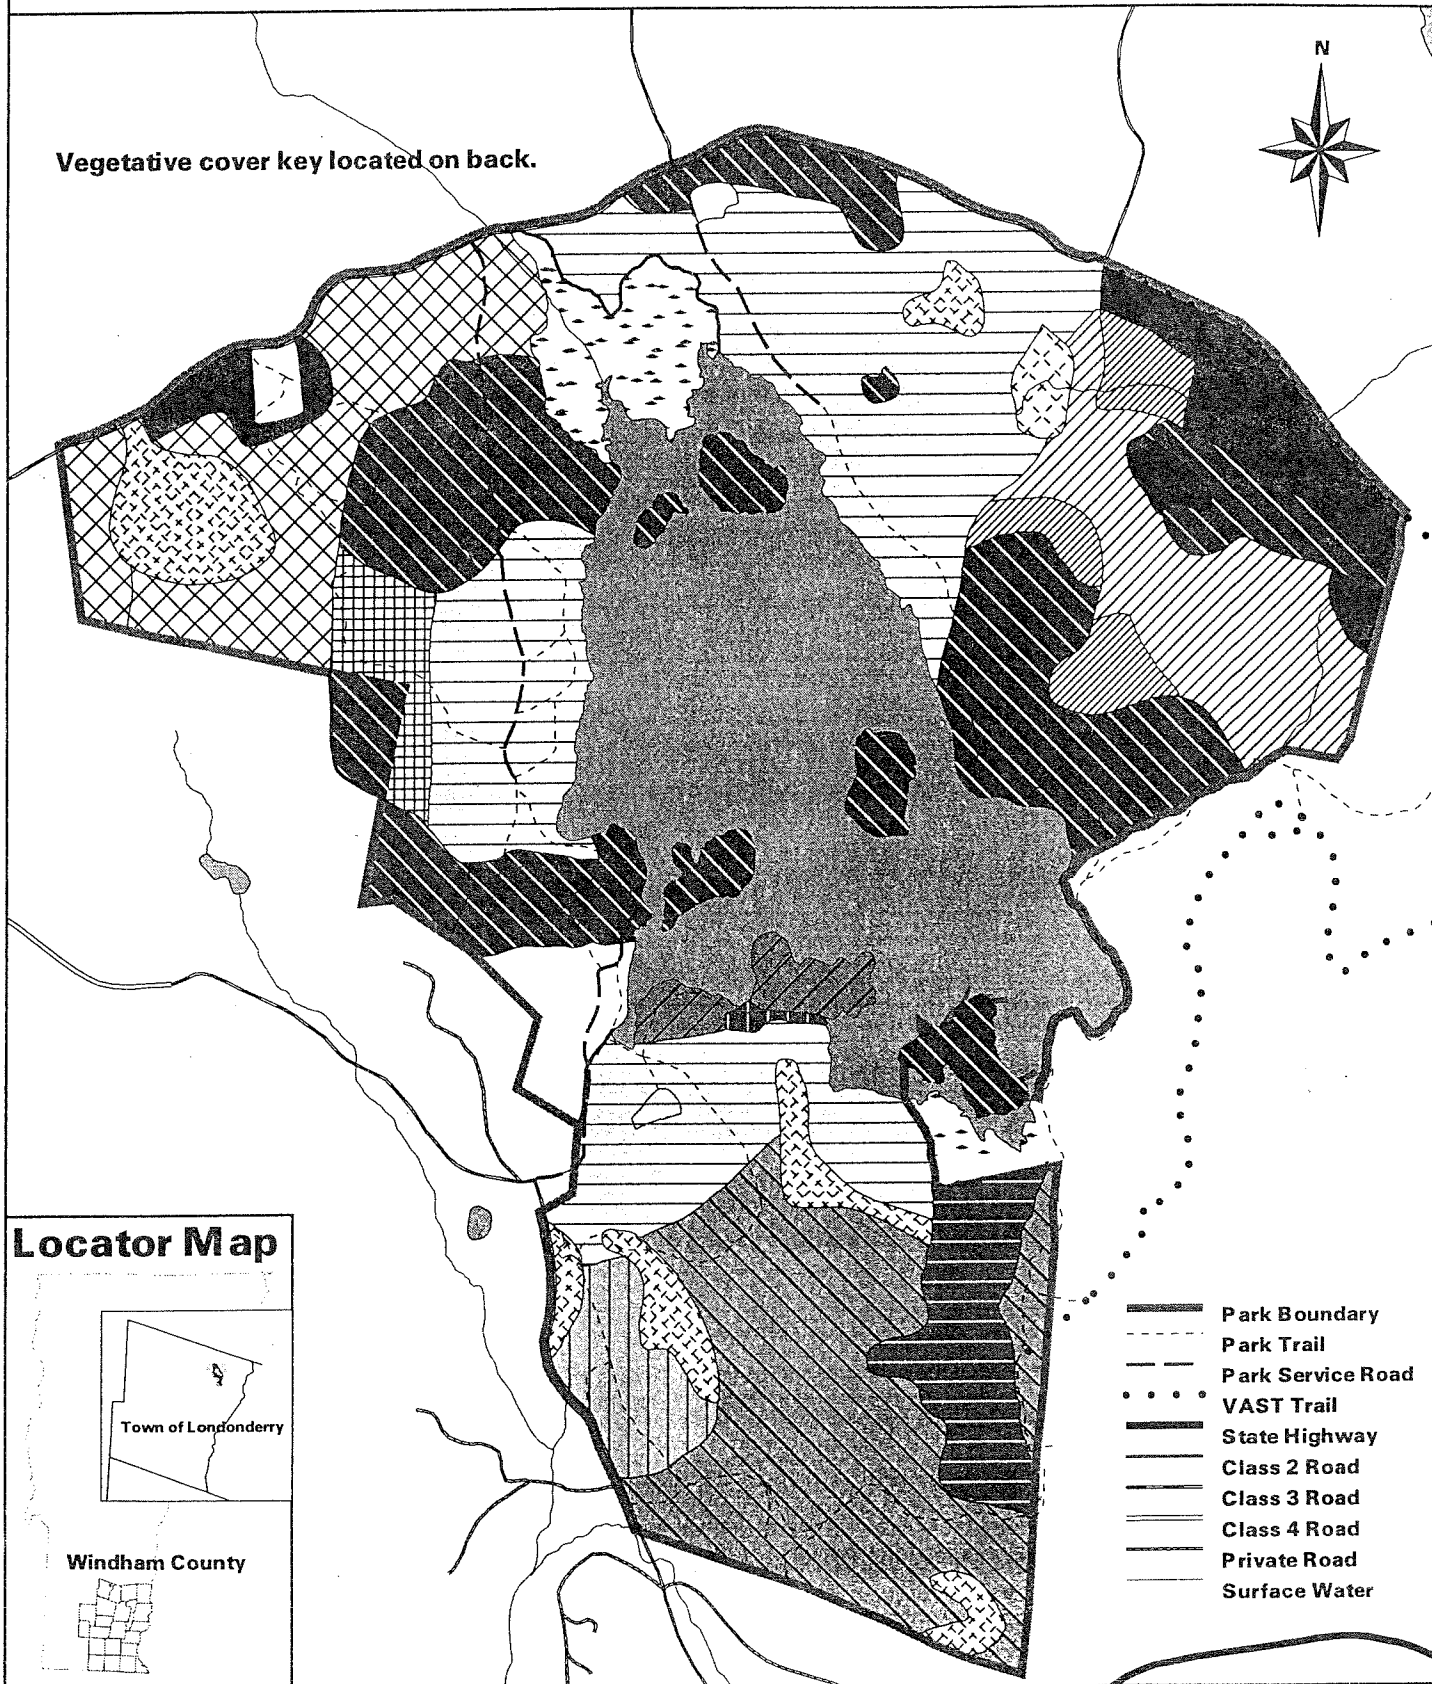 N
Vegetative cover key located on back.
Locator Map
Town of Londonderry
Windham County
Park Boundary
Park Trail
Park Service Road
VAST Trail
State Highway
Class 2 Road
Class 3 Road
Class 4 Road
Private Road
Surface Water